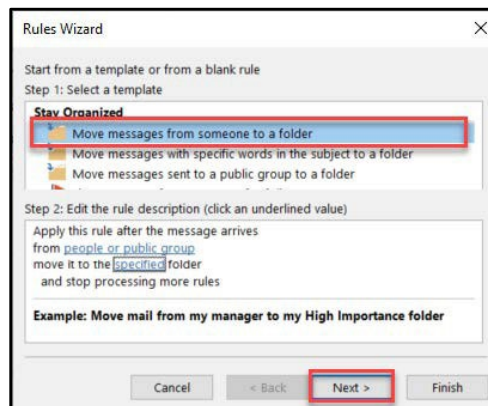 Rules Wizard
Start from a template or from a blank rule
Step 1: Select a template
Stay Organized
Move messages from someone to a folder
Move messages with specific words in the subject to a folder
Move messages sent to a public group to a folder
Step 2: Edit the rule description (click an underlined value)
Apply this rule after the message arrives
from people or public group
move it to the specified folder
and stop processing more rules
Example: Move mail from my manager to my High Importance folder
Cancel < Back Next > Finish